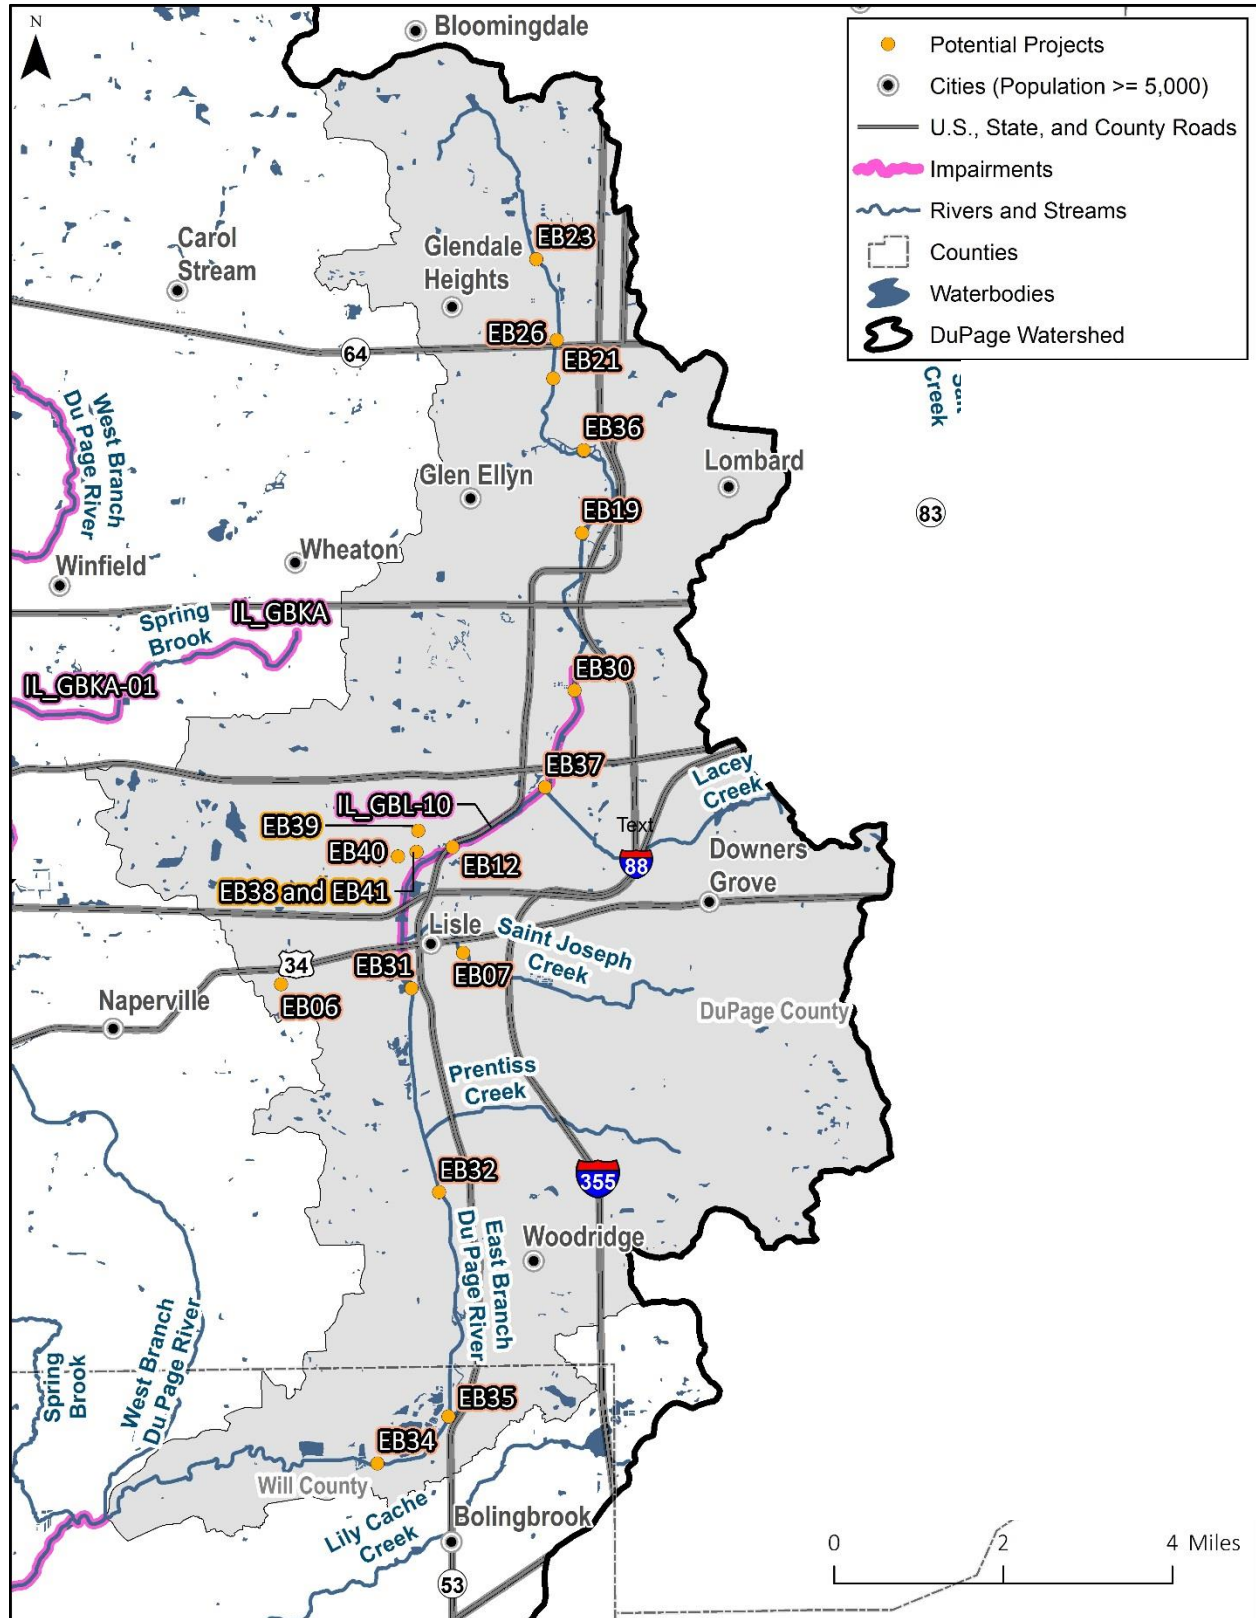 N
Bloomingdale
Potential Projects
Cities (Population >= 5,000)
U.S., State, and County Roads
Impairments
Rivers and Streams
Counties
Waterbodies
DuPage Watershed
Carol
Stream
Glendale
Heights
EB23
EB26
64
EB21
Creek
West Branch
Du Page River
EB36
Glen Ellyn
Lombard
EB19
83
Wheaton
Winfield
Spring
Brook
IL_GBKA
IL_GBKA-01
EB30
EB37
Lacey
Creek
IL_GBL-10
EB39
Text
EB40
EB12
88
Downers
Grove
EB38 and EB41
Lisle
Saint Joseph
Creek
34
EB31
EB07
EB06
Naperville
DuPage County
Prentiss
Creek
EB32
355
Woodridge
East Branch
Du Page River
West Branch
Du Page River
Spring
Brook
EB35
EB34
Will County
Lily Cache
Creek
Bolingbrook
53
0 2 4 Miles